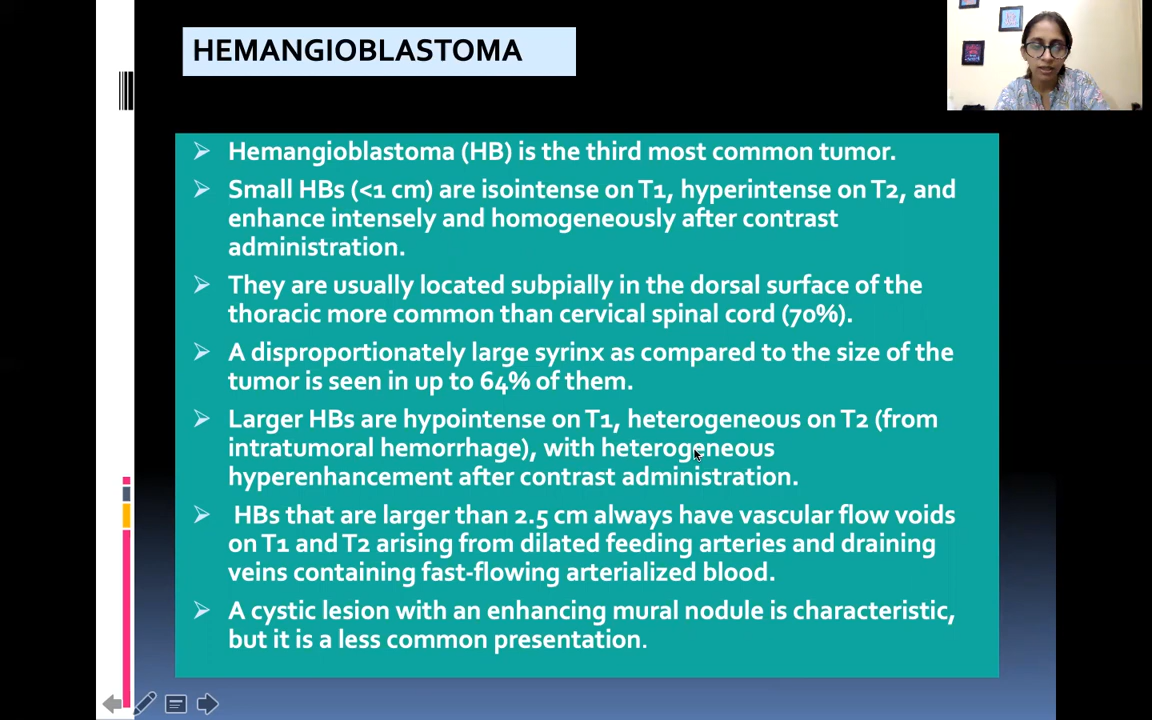 HEMANGIOBLASTOMA
Hemangioblastoma (HB) is the third most common tumor.
Small HBs (<1 cm) are isointense on T1, hyperintense on T2, and
enhance intensely and homogeneously after contrast
administration.
They are usually located subpially in the dorsal surface of the
thoracic more common than cervical spinal cord (70%).
A disproportionately large syrinx as compared to the size of the
tumor is seen in up to 64% of them.
Larger HBs are hypointense on T1, heterogeneous on T2 (from
intratumoral hemorrhage), with heterogeneous
hyperenhancement after contrast administration.
HBs that are larger than 2.5 cm always have vascular flow voids
on T1 and T2 arising from dilated feeding arteries and draining
veins containing fast-flowing arterialized blood.
A cystic lesion with an enhancing mural nodule is characteristic,
but it is a less common presentation.